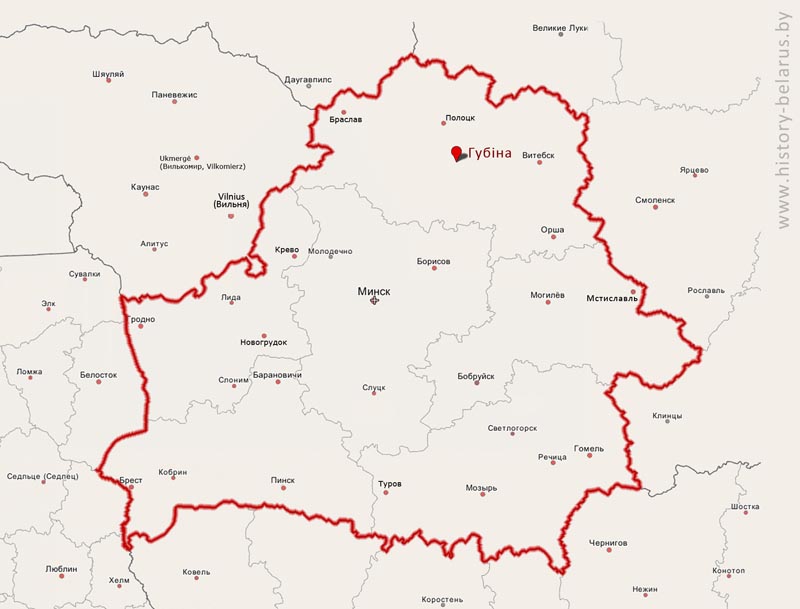 Великие Луки
www.history-belarus.by
Шяуляй
Даугавпилс
Паневежис
Браслав
Полоцк
Губіна
Витебск
Ukmergė
(Вилькомир, Vilkomierz)
Ярцево
Каунас
Vilnius
(Вильня)
Смоленск
Алитус
Крево
Молодечно
Орша
Борисов
Сувалки
Минск
Элк
Лида
Могилёв
Мстиславль
Рославль
Гродно
Новогрудок
Ломжа
Белосток
Слоним
Барановичи
Слуцк
Бобруйск
Клинцы
Светлогорск
Речица
Гомель
Седльце (Седлец)
Брест
Кобрин
Пинск
Туров
Мозырь
Шостка
Чернигов
Люблин
Хелм
Ковель
Коростень
Нежин
Конотоп